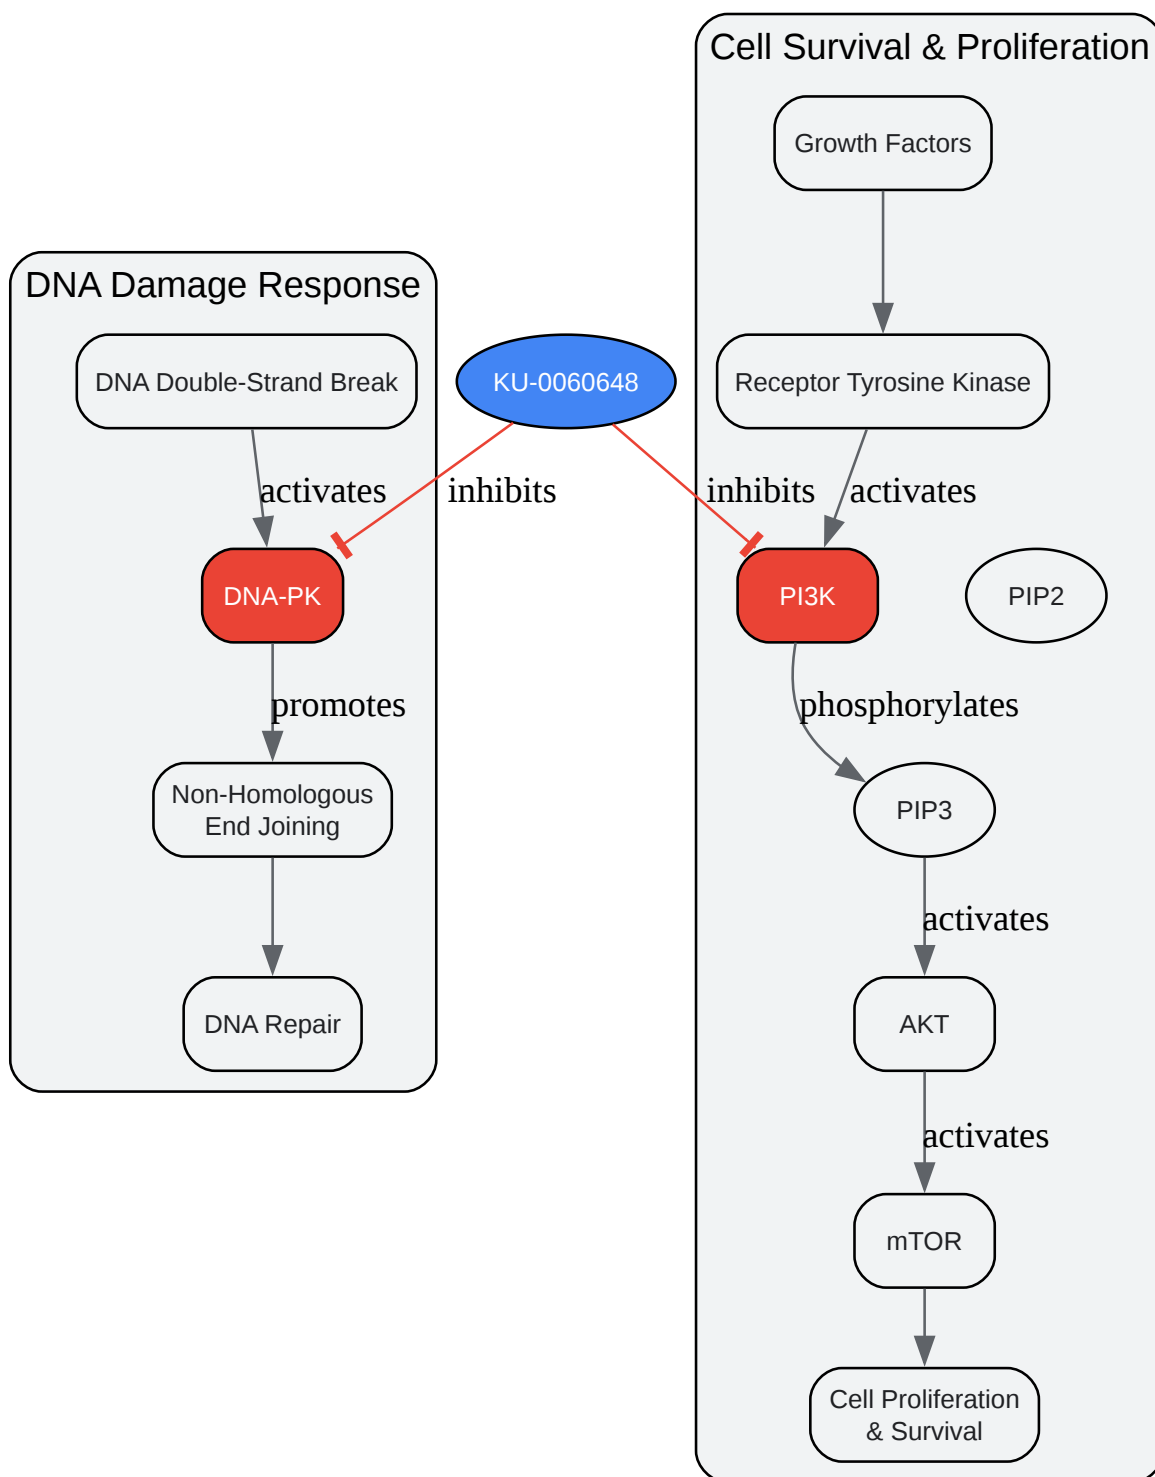 Cell Survival & Proliferation
Growth Factors
DNA Damage Response
DNA Double-Strand Break
KU-0060648
Receptor Tyrosine Kinase
activates
inhibits
inhibits
activates
DNA-PK
PI3K
PIP2
promotes
phosphorylates
Non-Homologous
End Joining
PIP3
activates
DNA Repair
AKT
activates
mTOR
Cell Proliferation
& Survival